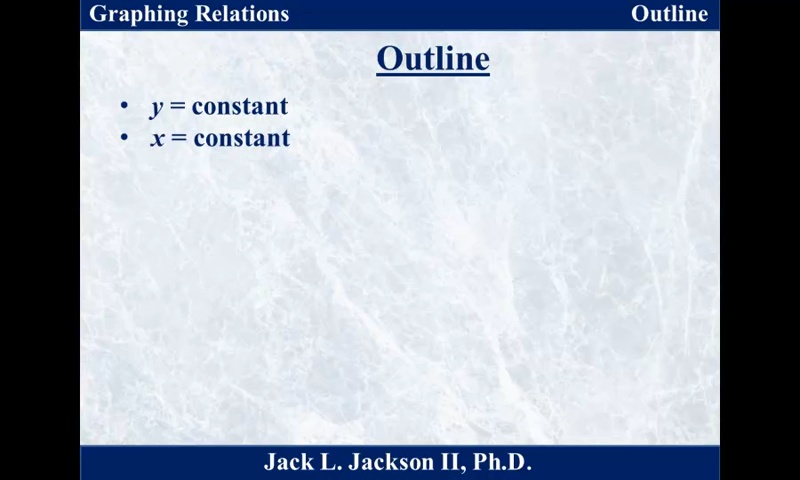 Graphing Relations Outline
Outline
• y = constant
• x = constant
Jack L. Jackson II, Ph.D.